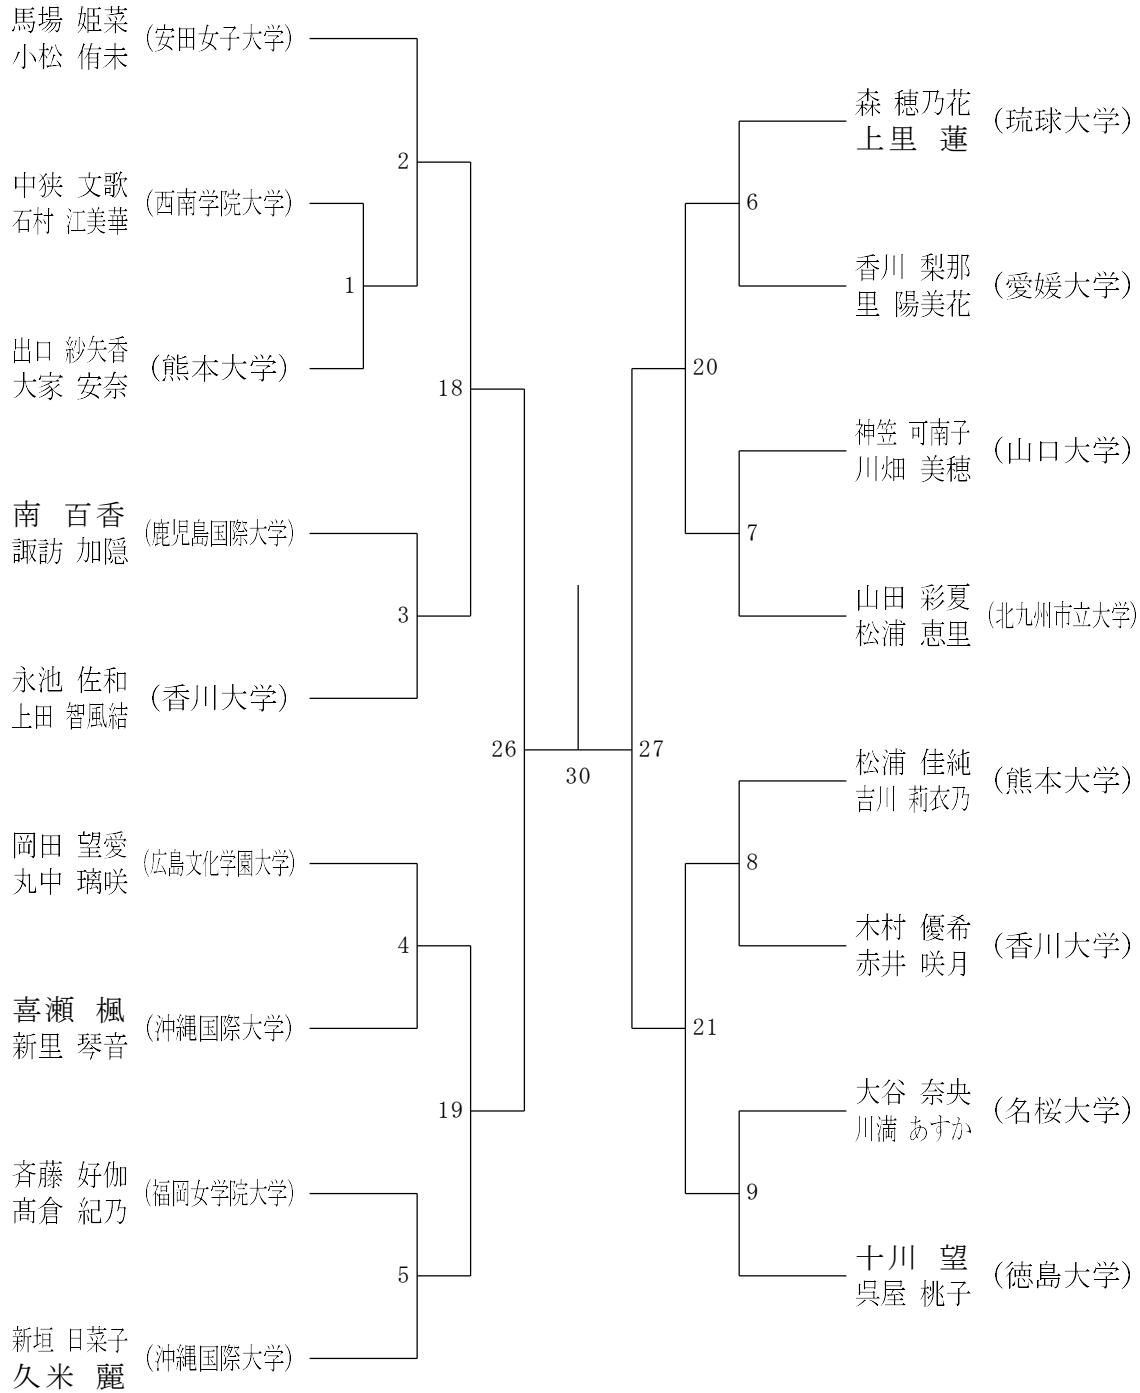 馬場 姫菜
小松 侑未
(安田女子大学)
2
中狭 文歌
石村 江美華
(西南学院大学)
1
出口 紗矢香
大家 安奈
(熊本大学)
18
南 百香
諏訪 加隠
(鹿児島国際大学)
3
永池 佐和
上田 智風結
(香川大学)
26
岡田 望愛
丸中 璃咲
(広島文化学園大学)
4
喜瀬 楓
新里 琴音
(沖縄国際大学)
19
斉藤 好伽
髙倉 紀乃
(福岡女学院大学)
5
新垣 日菜子
久米 麗
(沖縄国際大学)
30
森 穂乃花
上里 蓮
(琉球大学)
6
香川 梨那
里 陽美花
(愛媛大学)
20
神笠 可南子
川畑 美穂
(山口大学)
7
山田 彩夏
松浦 恵里
(北九州市立大学)
27
松浦 佳純
吉川 莉衣乃
(熊本大学)
8
木村 優希
赤井 咲月
(香川大学)
21
大谷 奈央
川満 あすか
(名桜大学)
9
十川 望
呉屋 桃子
(徳島大学)